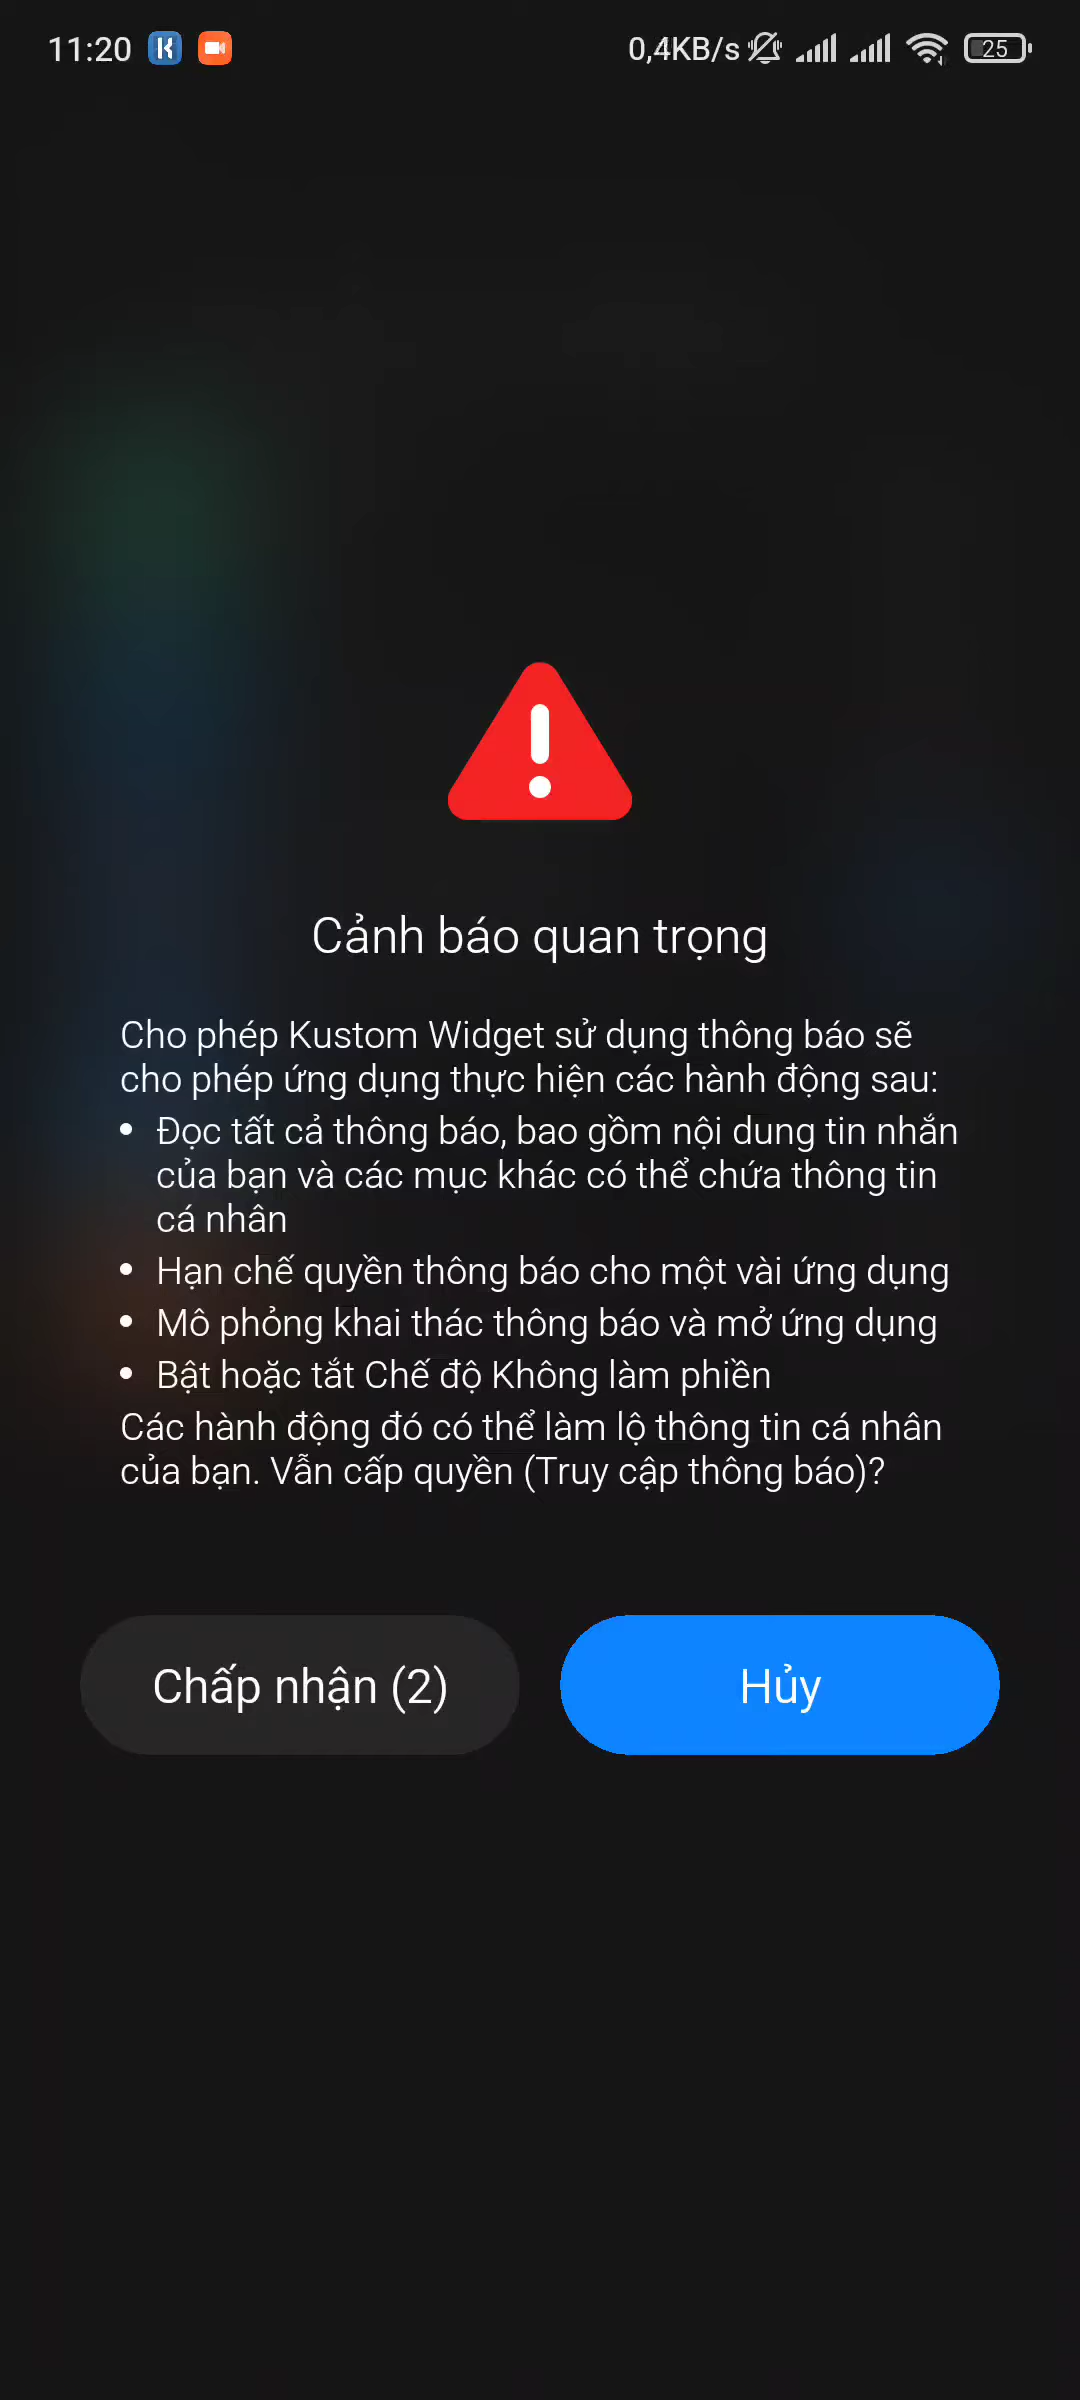 11:20
0,4KB/s
25
Cảnh báo quan trọng
Cho phép Kustom Widget sử dụng thông báo sẽ
cho phép ứng dụng thực hiện các hành động sau:
• Đọc tất cả thông báo, bao gồm nội dung tin nhắn
của bạn và các mục khác có thể chứa thông tin
cá nhân
• Hạn chế quyền thông báo cho một vài ứng dụng
• Mô phỏng khai thác thông báo và mở ứng dụng
• Bật hoặc tắt Chế độ Không làm phiền
Các hành động đó có thể làm lộ thông tin cá nhân
của bạn. Vẫn cấp quyền (Truy cập thông báo)?
Chấp nhận (2)
Hủy